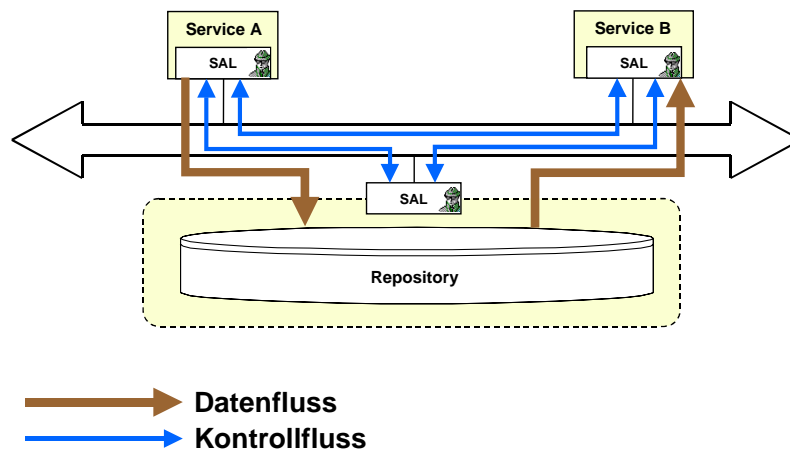 Service A
SAL
Service B
SAL
SAL
Repository
Datenfluss
Kontrollfluss